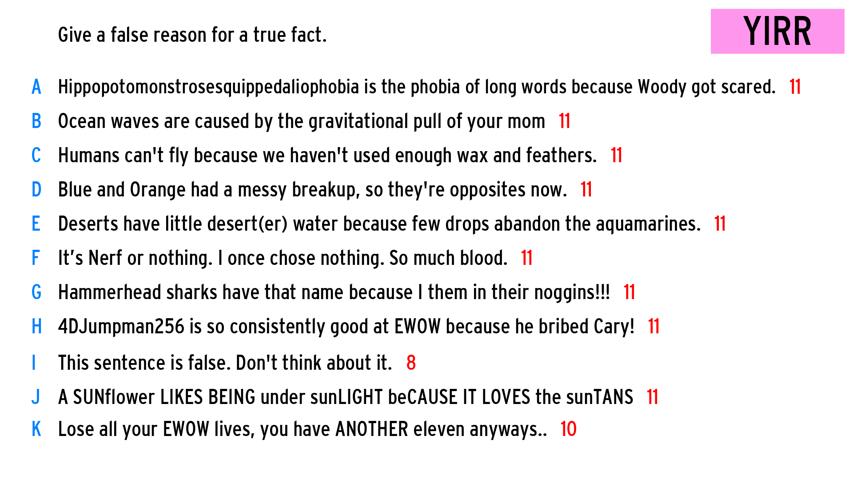 Give a false reason for a true fact.
YIRR
A Hippopotomonstrosesquippedaliophobia is the phobia of long words because Woody got scared. 11
B Ocean waves are caused by the gravitational pull of your mom 11
C Humans can't fly because we haven't used enough wax and feathers. 11
D Blue and Orange had a messy breakup, so they're opposites now. 11
E Deserts have little desert(er) water because few drops abandon the aquamarines. 11
F It’s Nerf or nothing. I once chose nothing. So much blood. 11
G Hammerhead sharks have that name because I them in their noggins!!! 11
H 4DJumpman256 is so consistently good at EWOW because he bribed Cary! 11
I This sentence is false. Don't think about it. 8
J A SUNflower LIKES BEING under sunLIGHT beCAUSE IT LOVES the sunTANS 11
K Lose all your EWOW lives, you have ANOTHER eleven anyways.. 10